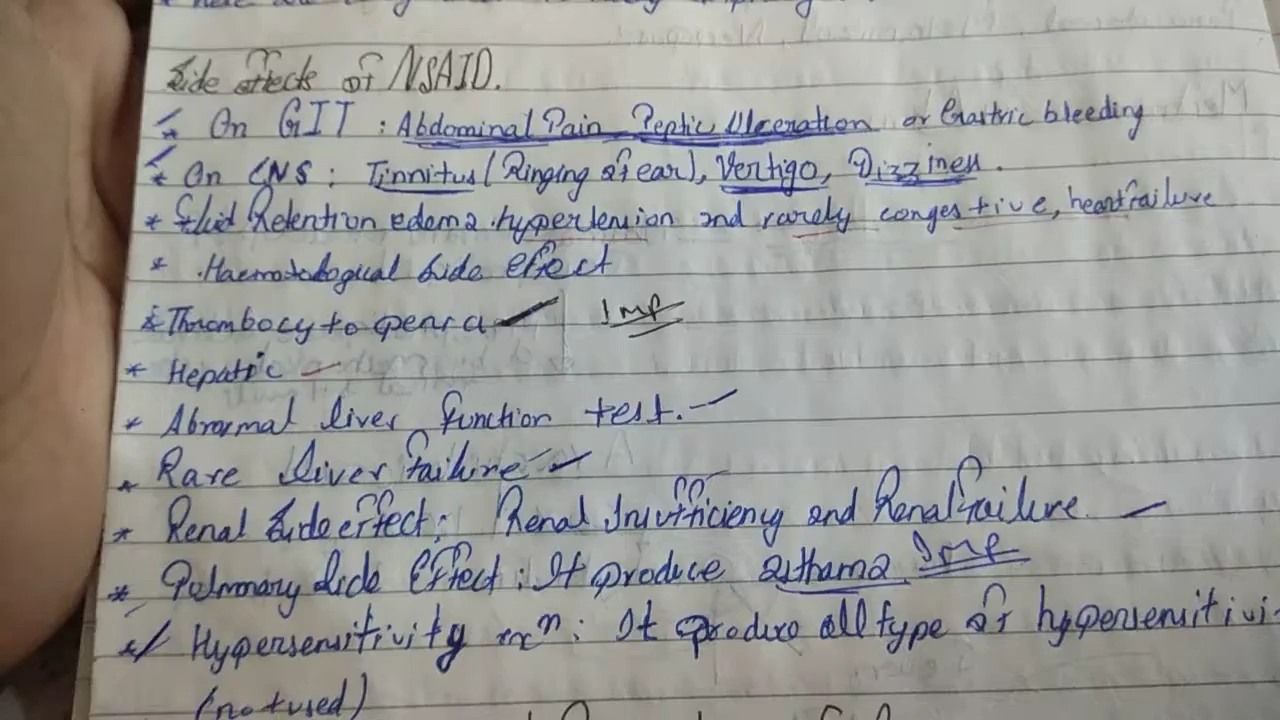 Side effects of NSAID.
* On GIT : Abdominal Pain Peptic Ulceration or Gastric bleeding
* On CNS : Tinnitus (Ringing of ear), Vertigo, Dizziness.
* Fluid Retention edema hypertension and rarely congestive, heart failure
* Haematological Side effect
* Thrombocytopenia Imp
* Hepatic
* Abnormal liver function test.
* Rare liver failure
* Renal Side effect : Renal Insufficiency and Renal failure
* Pulmonary Side Effect : It produce asthama Imp
* Hypersensitivity rxn : It produce all type of hypersensitivi
(not used)